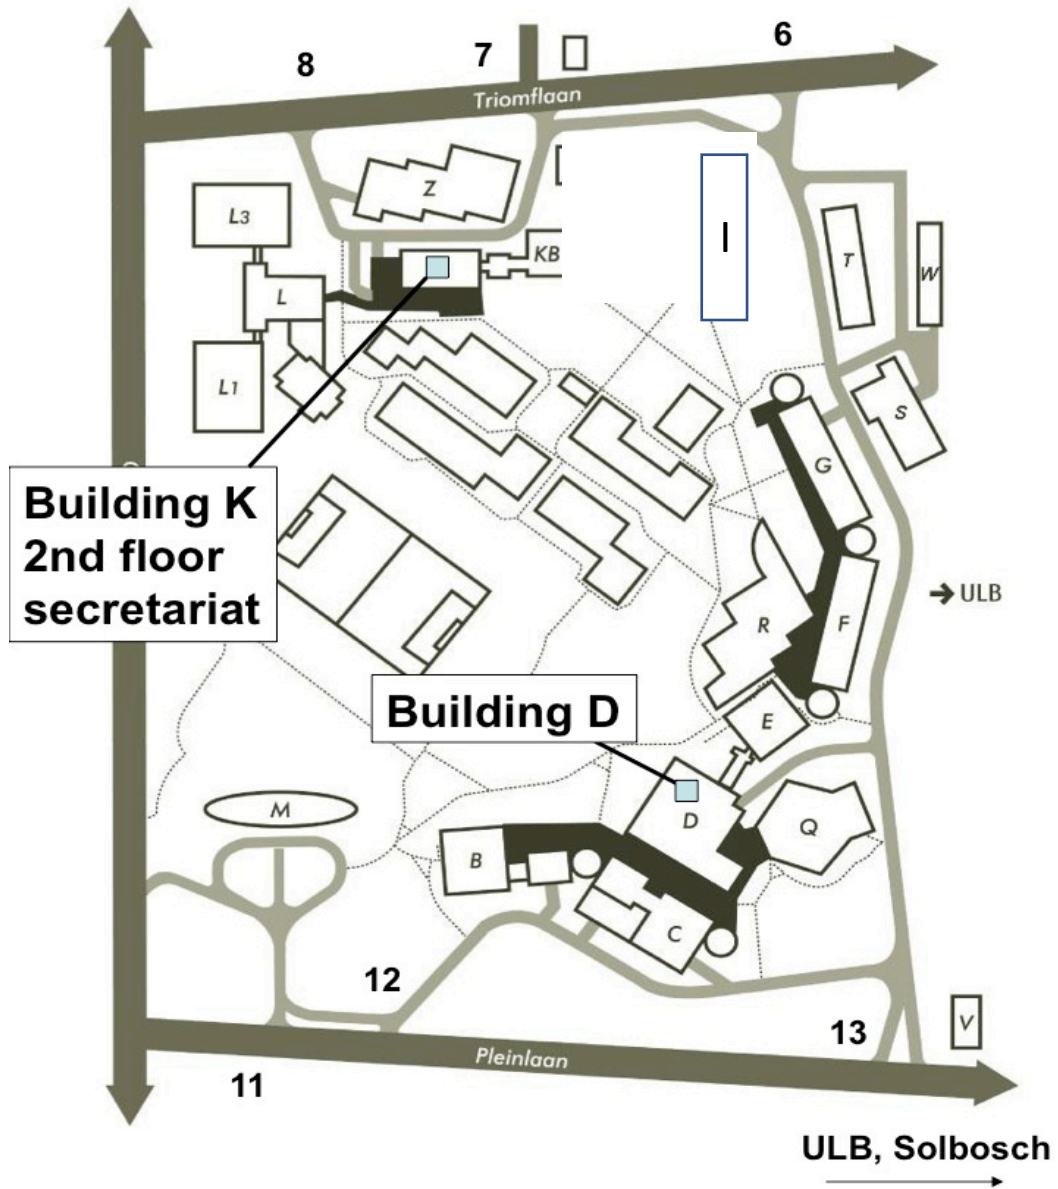 6
7
8
Triomflaan
Z
I
L3
KB
T
W
L
L1
S
G
Building K
2nd floor
secretariat
ULB
R
F
Building D
E
M
D
Q
B
C
12
V
13
Pleinlaan
11
ULB, Solbosch